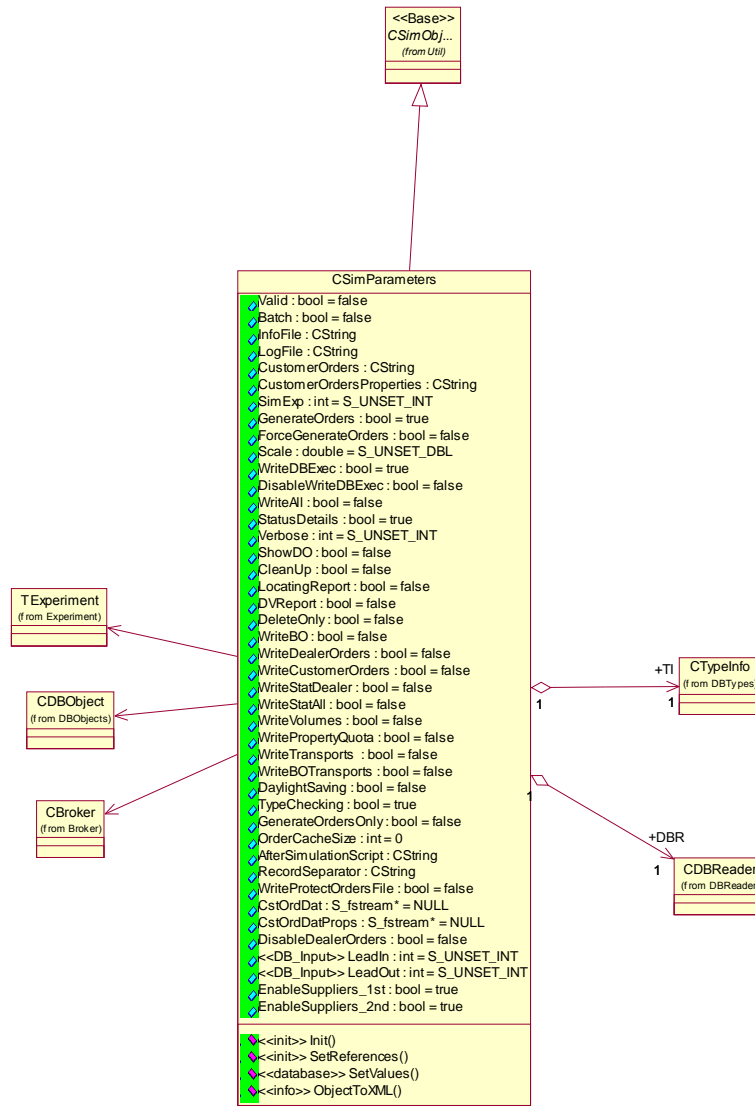 <<Base>>
CSimObj...
(from Util)
CSimParameters
Valid : bool = false
Batch : bool = false
InfoFile : CString
LogFile : CString
CustomerOrders : CString
CustomerOrdersProperties : CString
SimExp : int = S_UNSET_INT
GenerateOrders : bool = true
ForceGenerateOrders : bool = false
Scale : double = S_UNSET_DBL
WriteDBExec : bool = true
DisableWriteDBExec : bool = false
WriteAll : bool = false
StatusDetails : bool = true
Verbose : int = S_UNSET_INT
ShowDO : bool = false
CleanUp : bool = false
LocatingReport : bool = false
DVReport : bool = false
DeleteOnly : bool = false
WriteBO : bool = false
WriteDealerOrders : bool = false
WriteCustomerOrders : bool = false
WriteStatDealer : bool = false
WriteStatAll : bool = false
WriteVolumes : bool = false
WritePropertyQuota : bool = false
WriteTransports : bool = false
WriteBOTransports : bool = false
DaylightSaving : bool = false
TypeChecking : bool = true
GenerateOrdersOnly : bool = false
OrderCacheSize : int = 0
AfterSimulationScript : CString
RecordSeparator : CString
WriteProtectOrdersFile : bool = false
CstOrdDat : S_fstream* = NULL
CstOrdDatProps : S_fstream* = NULL
DisableDealerOrders : bool = false
<<DB_Input>> LeadIn : int = S_UNSET_INT
<<DB_Input>> LeadOut : int = S_UNSET_INT
EnableSuppliers_1st : bool = true
EnableSuppliers_2nd : bool = true
<<init>> Init()
<<init>> SetReferences()
<<database>> SetValues()
<<info>> ObjectToXML()
TExperiment
(from Experiment)
CDBObject
(from DBObjects)
CBroker
(from Broker)
+TI
1
1
CTypeInfo
(from DBTypes)
1
+DBR
1
CDBReader
(from DBReader)